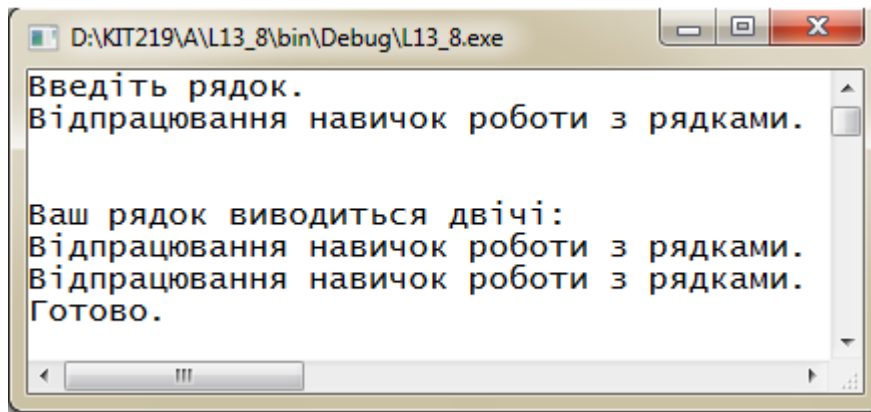 D:\KIT219\A\L13_8\bin\Debug\L13_8.exe
Введіть рядок.
Відпрацювання навичок роботи з рядками.
Ваш рядок виводиться двічі:
Відпрацювання навичок роботи з рядками.
Відпрацювання навичок роботи з рядками.
Готово.